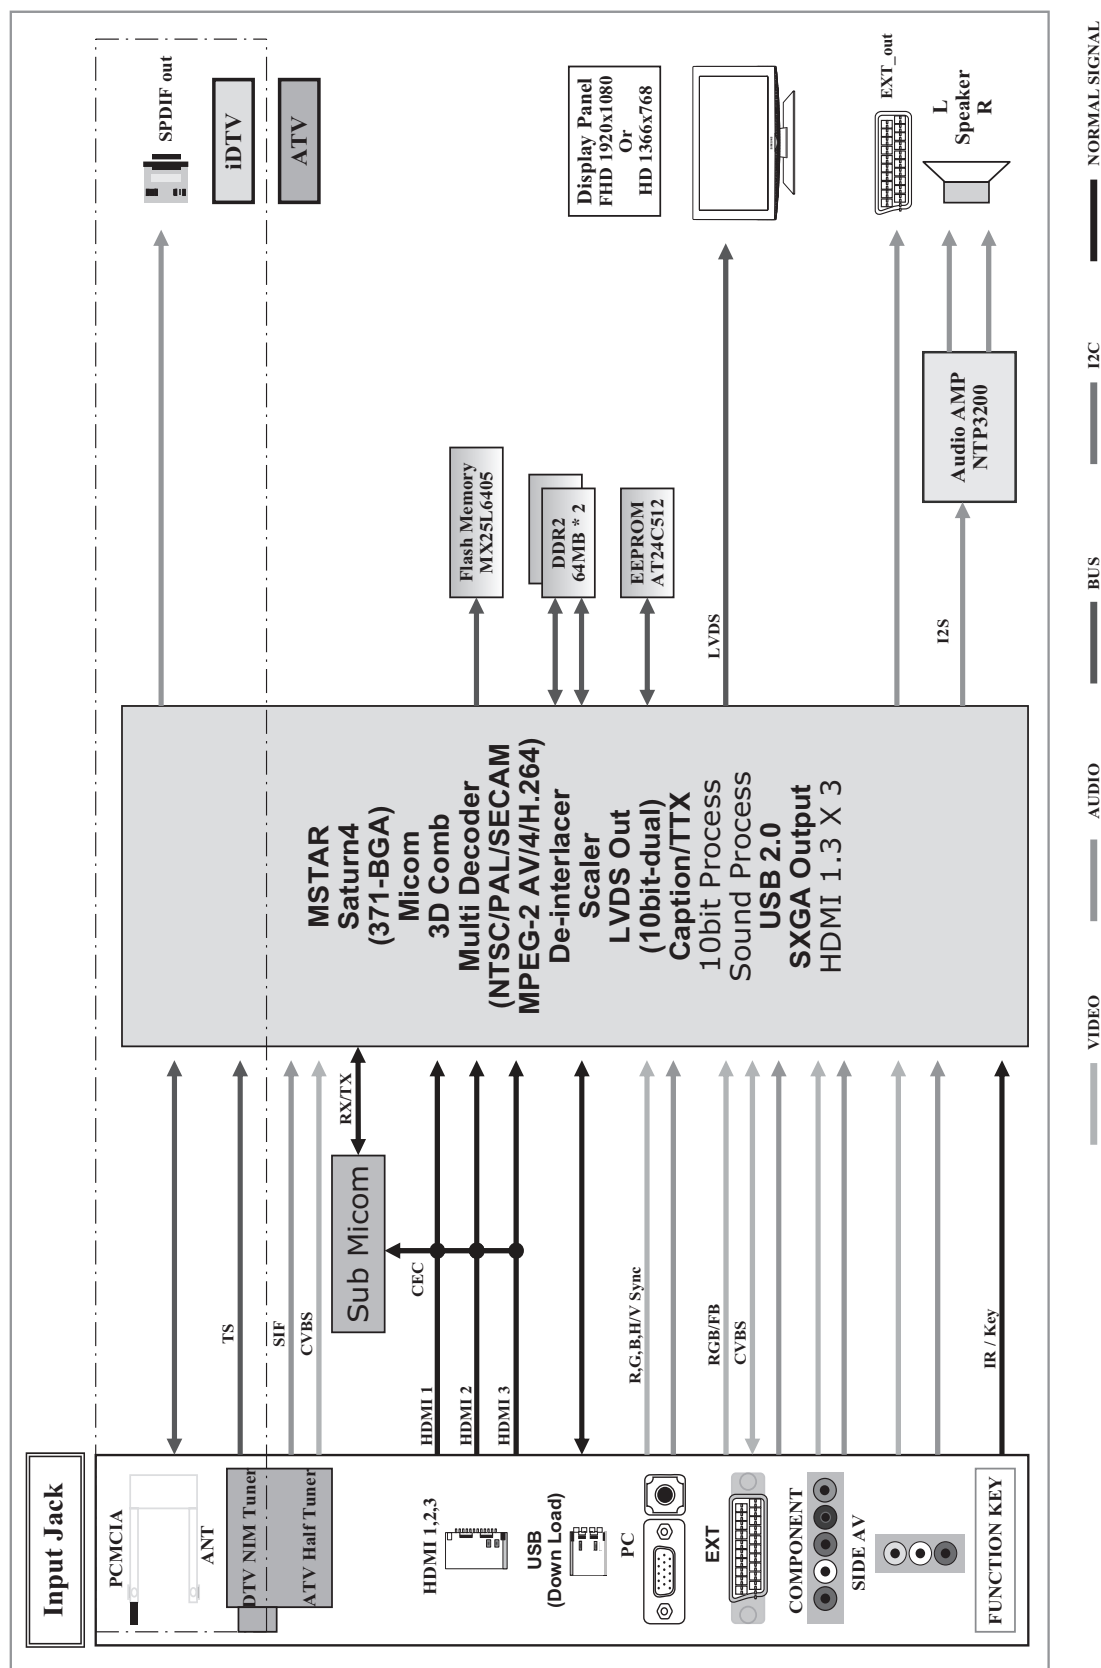 Input Jack
PCMCIA
ANT
DTV NIM Tuner
ATV Half Tuner
HDMI 1,2,3
USB
(Down Load)
PC
EXT
COMPONENT
SIDE AV
FUNCTION KEY
TS
SIF
CVBS
HDMI 1
HDMI 2
HDMI 3
CEC
Sub Micom
RX/TX
R,G,B,H/V Sync
RGB/FB
CVBS
IR / Key
MSTAR
Saturn4
(371-BGA)
Micom
3D Comb
Multi Decoder
(NTSC/PAL/SECAM
MPEG-2 AV/4/H.264)
De-interlacer
Scaler
LVDS Out
(10bit-dual)
Caption/TTX
10bit Process
Sound Process
USB 2.0
SXGA Output
HDMI 1.3 X 3
Flash Memory
MX25L6405
DDR2
64MB * 2
EEPROM
AT24C512
LVDS
I2S
Audio AMP
NTP3200
SPDIF out
iDTV
ATV
Display Panel
FHD 1920x1080
Or
HD 1366x768
EXT_out
L
Speaker
R
VIDEO
AUDIO
BUS
I2C
NORMAL SIGNAL